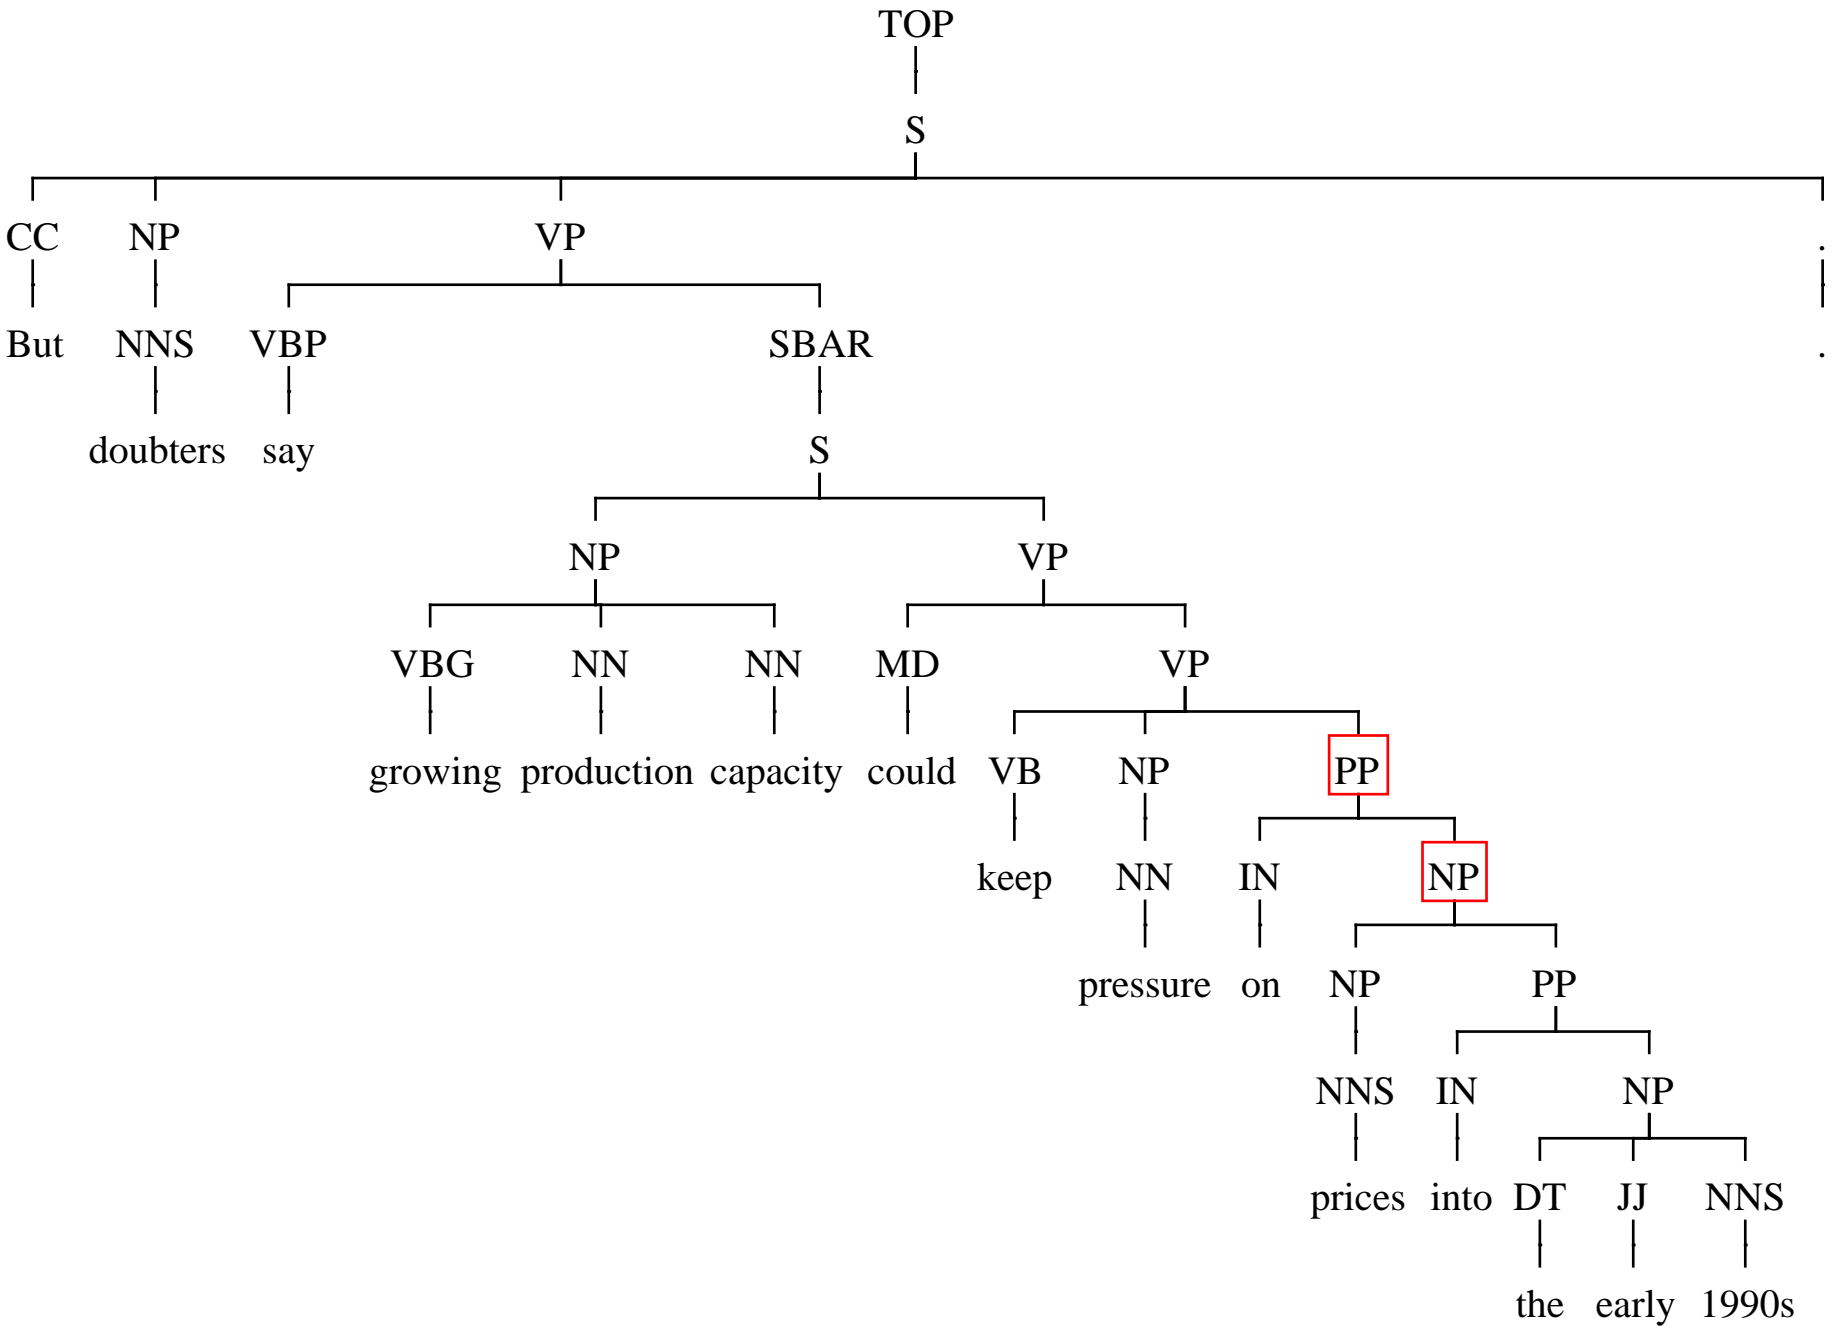 TOP
S
CC NP VP .
But NNS VBP SBAR .
doubters say S
NP VP
VBG NN NN MD VP
growing production capacity could VB NP PP
keep NN IN NP
pressure on NP PP
NNS IN NP
prices into DT JJ NNS
the early 1990s